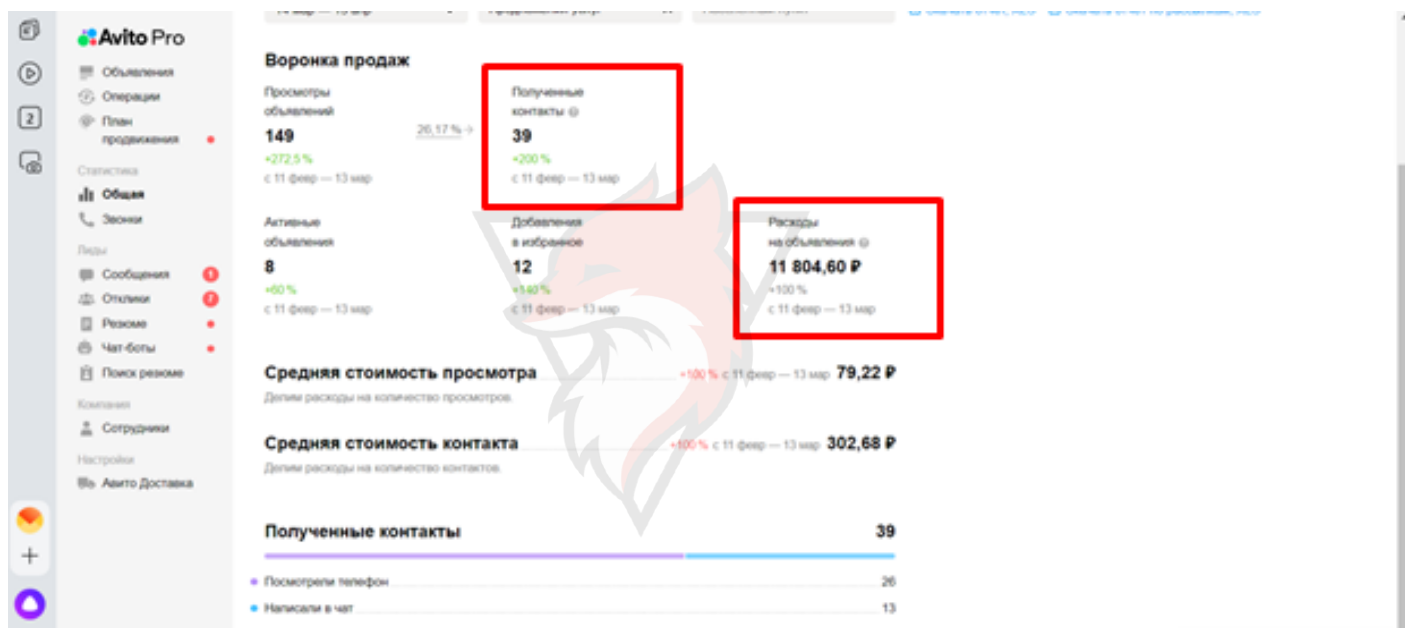 Avito Pro
Объявления
Операции
План
продвижения
Статистика
Общая
Звонки
Лиды
Сообщения 1
Отклики 2
Резюме
Чат-боты
Поиск резюме
Компания
Сотрудники
Настройки
Авито Доставка
2
Воронка продаж
Просмотры
объявлений
149
+272,5 %
с 11 февр — 13 мар
26,17 % →
Полученные
контакты
39
+200 %
с 11 февр — 13 мар
Активные
объявления
8
+60 %
с 11 февр — 13 мар
Добавления
в избранное
12
+140 %
с 11 февр — 13 мар
Расходы
на объявления
11 804,60 ₽
+100 %
с 11 февр — 13 мар
Средняя стоимость просмотра +100 % с 11 февр — 13 мар 79,22 ₽
Делим расходы на количество просмотров.
Средняя стоимость контакта +100 % с 11 февр — 13 мар 302,68 ₽
Делим расходы на количество контактов.
Полученные контакты 39
Посмотрели телефон 26
Написали в чат 13